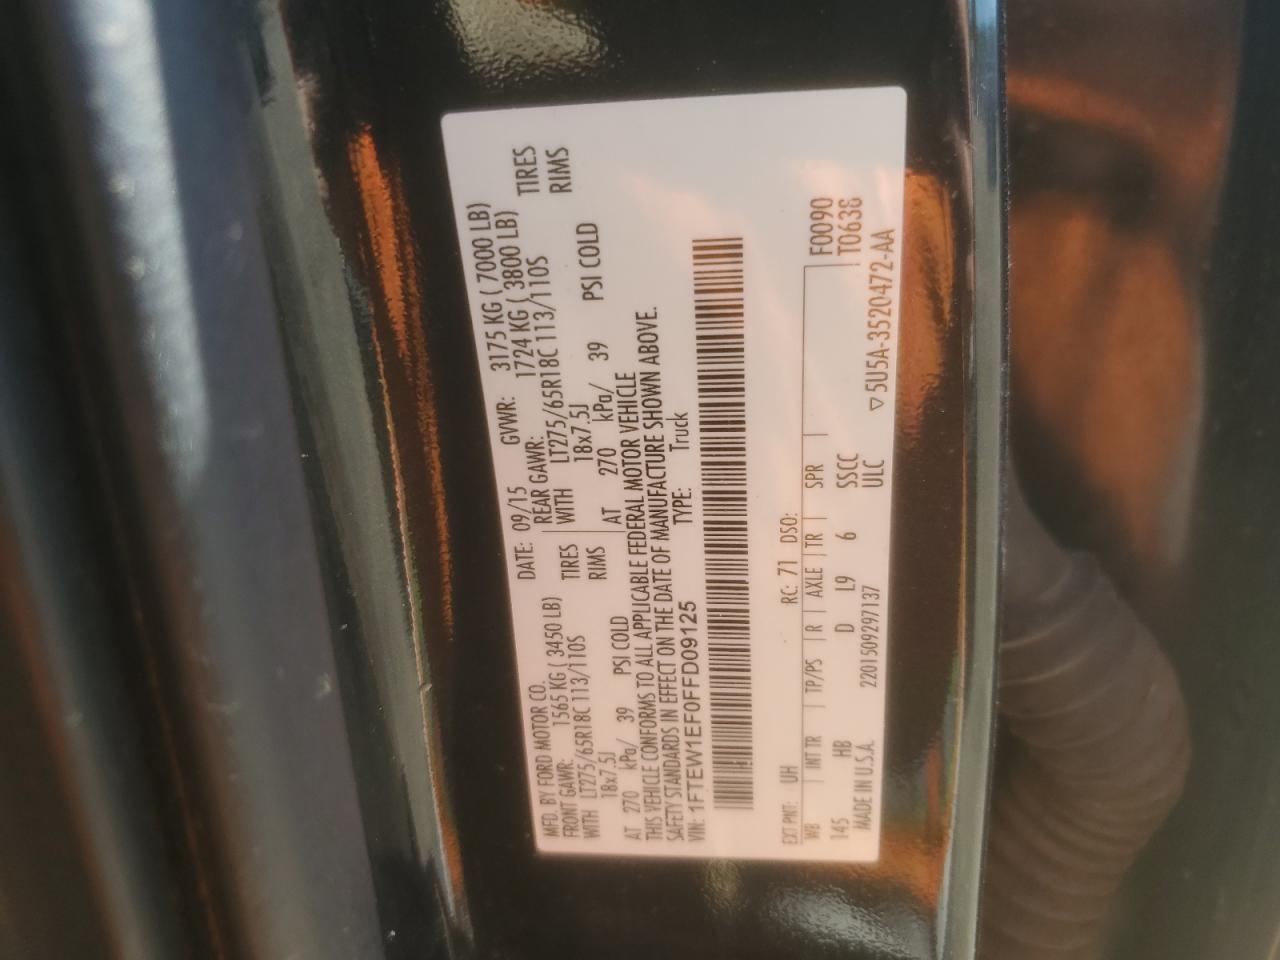 MFD. BY FORD MOTOR CO. DATE: 09/15 GVWR: 3175 KG ( 7000 LB)
FRONT GAWR: 1565 KG ( 3450 LB) REAR GAWR: 1724 KG ( 3800 LB)
WITH LT275/65R18C 113/110S TIRES WITH LT275/65R18C 113/110S TIRES
18x7.5J RIMS 18x7.5J RIMS
AT 270 kPa/ 39 PSI COLD AT 270 kPa/ 39 PSI COLD
THIS VEHICLE CONFORMS TO ALL APPLICABLE FEDERAL MOTOR VEHICLE
SAFETY STANDARDS IN EFFECT ON THE DATE OF MANUFACTURE SHOWN ABOVE.
VIN: 1FTEW1EF0FFD09125 TYPE: Truck
EXT PNT: UH RC: 71 DSO: F0090
WB INT TR TP/PS R AXLE TR SPR T0636
145 HB D L9 6 SSCC
MADE IN U.S.A. 2201509297137 ULC ▽5U5A-3520472-AA